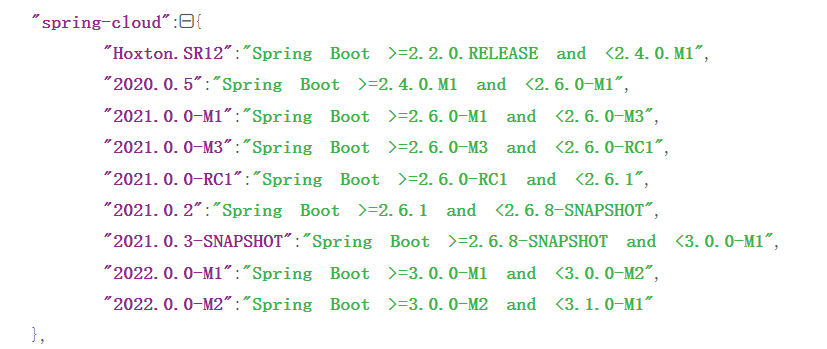 "spring-cloud":{
"Hoxton.SR12":"Spring Boot >=2.2.0.RELEASE and <2.4.0.M1",
"2020.0.5":"Spring Boot >=2.4.0.M1 and <2.6.0-M1",
"2021.0.0-M1":"Spring Boot >=2.6.0-M1 and <2.6.0-M3",
"2021.0.0-M3":"Spring Boot >=2.6.0-M3 and <2.6.0-RC1",
"2021.0.0-RC1":"Spring Boot >=2.6.0-RC1 and <2.6.1",
"2021.0.2":"Spring Boot >=2.6.1 and <2.6.8-SNAPSHOT",
"2021.0.3-SNAPSHOT":"Spring Boot >=2.6.8-SNAPSHOT and <3.0.0-M1",
"2022.0.0-M1":"Spring Boot >=3.0.0-M1 and <3.0.0-M2",
"2022.0.0-M2":"Spring Boot >=3.0.0-M2 and <3.1.0-M1"
},